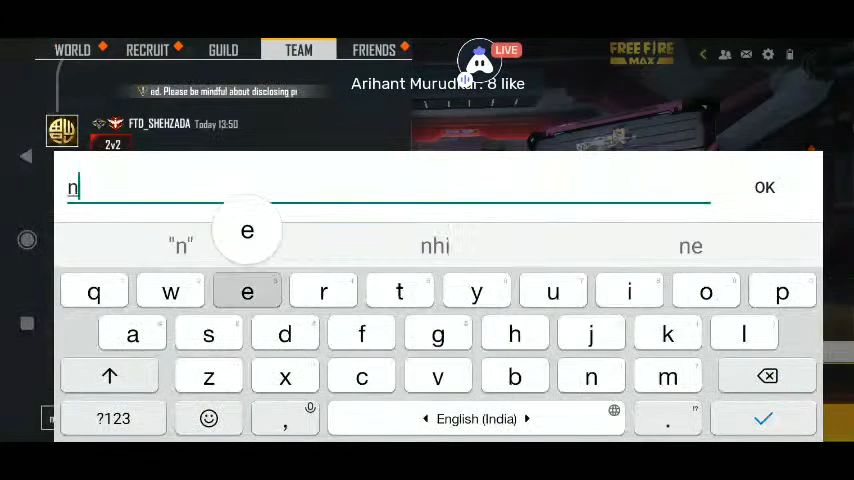 WORLD RECRUIT GUILD TEAM FRIENDS
LIVE
FREE FIRE
MAX
Arihant Murudkar: 8 like
ed. Please be mindful about disclosing
FTD_SHEHZADA Today 13:50
2v2
n
OK
e
"n" nhi ne
q w e r t y u i o p
a s d f g h j k l
z x c v b n m
?123 , English (India) .